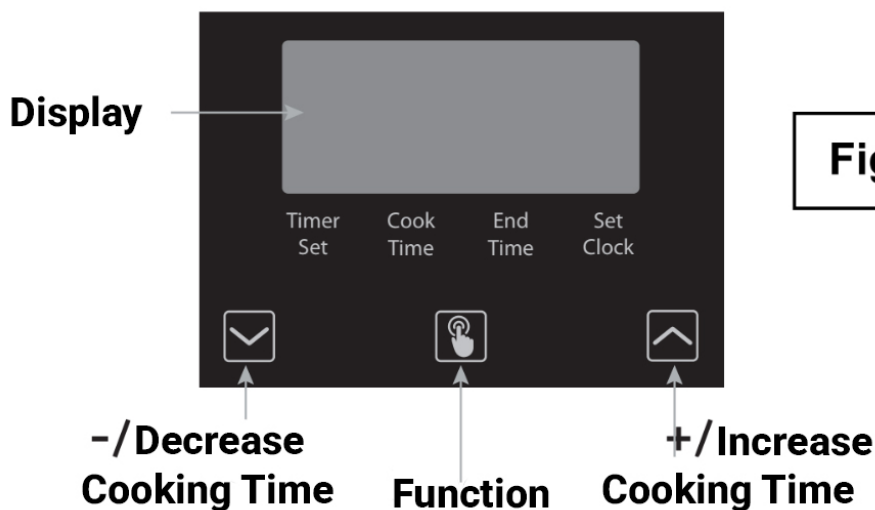 Display
Fig
Timer Cook End Set
Set Time Time Clock
-/Decrease +/Increase
Cooking Time Function Cooking Time